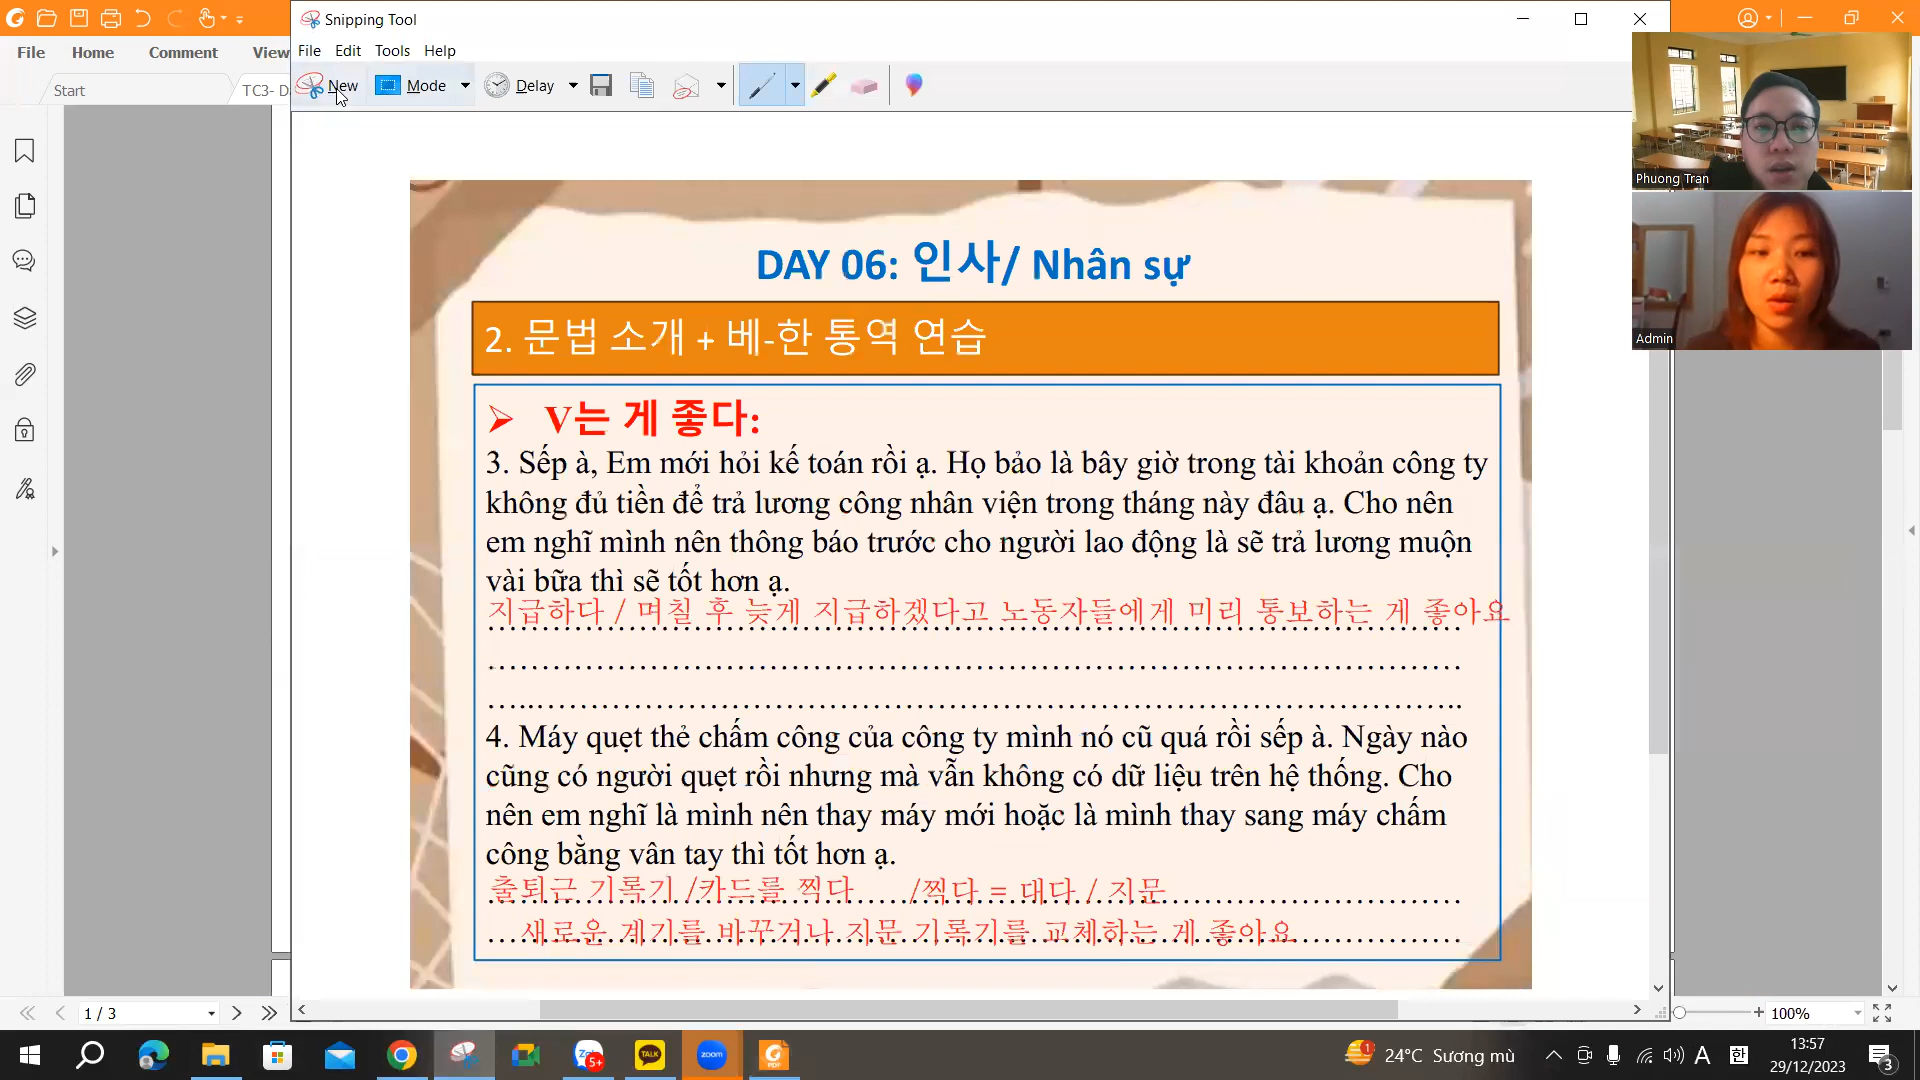 Snipping Tool
File Edit Tools Help
New Mode Delay
File Home Comment View
Start
TC3- D
Phuong Tran
Admin
DAY 06: 인사/ Nhân sự
2. 문법 소개 + 베-한 통역 연습
V는 게 좋다:
3. Sếp à, Em mới hỏi kế toán rồi ạ. Họ bảo là bây giờ trong tài khoản công ty
không đủ tiền để trả lương công nhân viện trong tháng này đâu ạ. Cho nên
em nghĩ mình nên thông báo trước cho người lao động là sẽ trả lương muộn
vài bữa thì sẽ tốt hơn ạ.
지급하다 / 며칠 후 늦게 지급하겠다고 노동자들에게 미리 통보하는 게 좋아요
4. Máy quẹt thẻ chấm công của công ty mình nó cũ quá rồi sếp à. Ngày nào
cũng có người quẹt rồi nhưng mà vẫn không có dữ liệu trên hệ thống. Cho
nên em nghĩ là mình nên thay máy mới hoặc là mình thay sang máy chấm
công bằng vân tay thì tốt hơn ạ.
출퇴근 기록기 /카드를 찍다 /찍다 = 대다 / 지문
새로운 계기를 바꾸거나 지문 기록기를 교체하는 게 좋아요
1 / 3
100%
5+
TALK
zoom
PDF
1
24°C Sương mù
A
한
13:57
29/12/2023
3